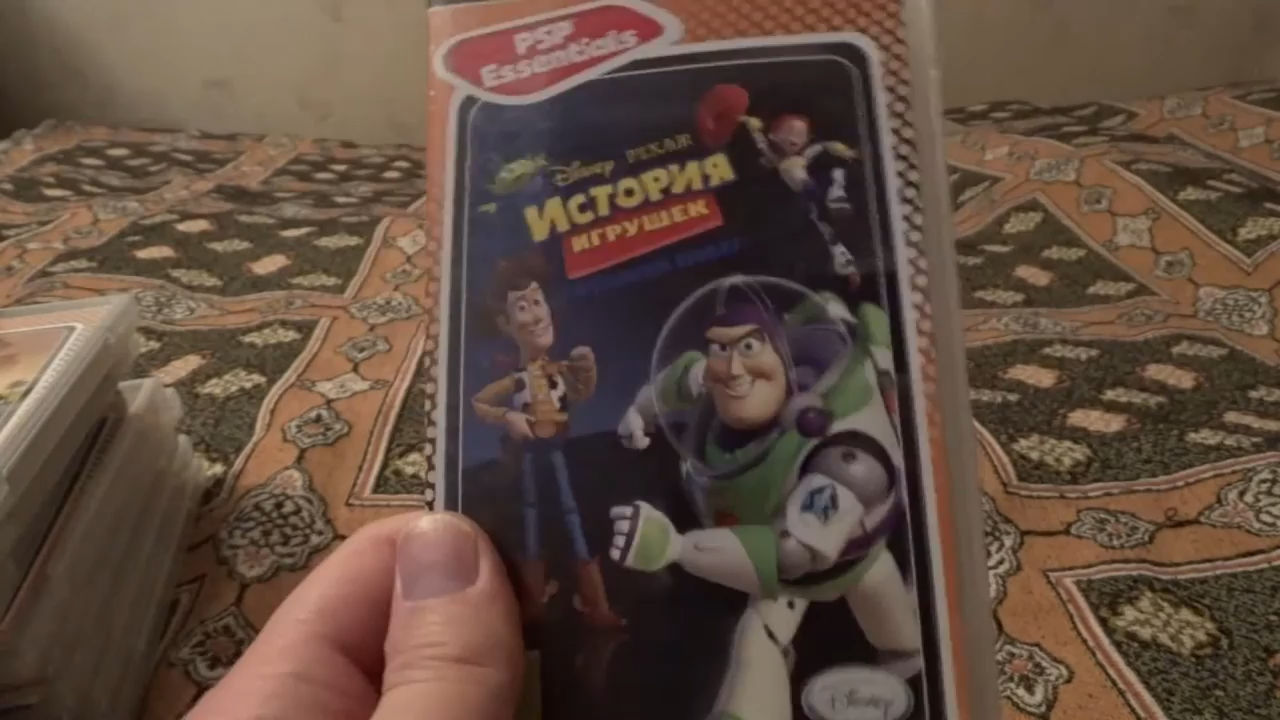 PSP
Essentials
Disney PIXAR
ИСТОРИЯ
ИГРУШЕК
Disney